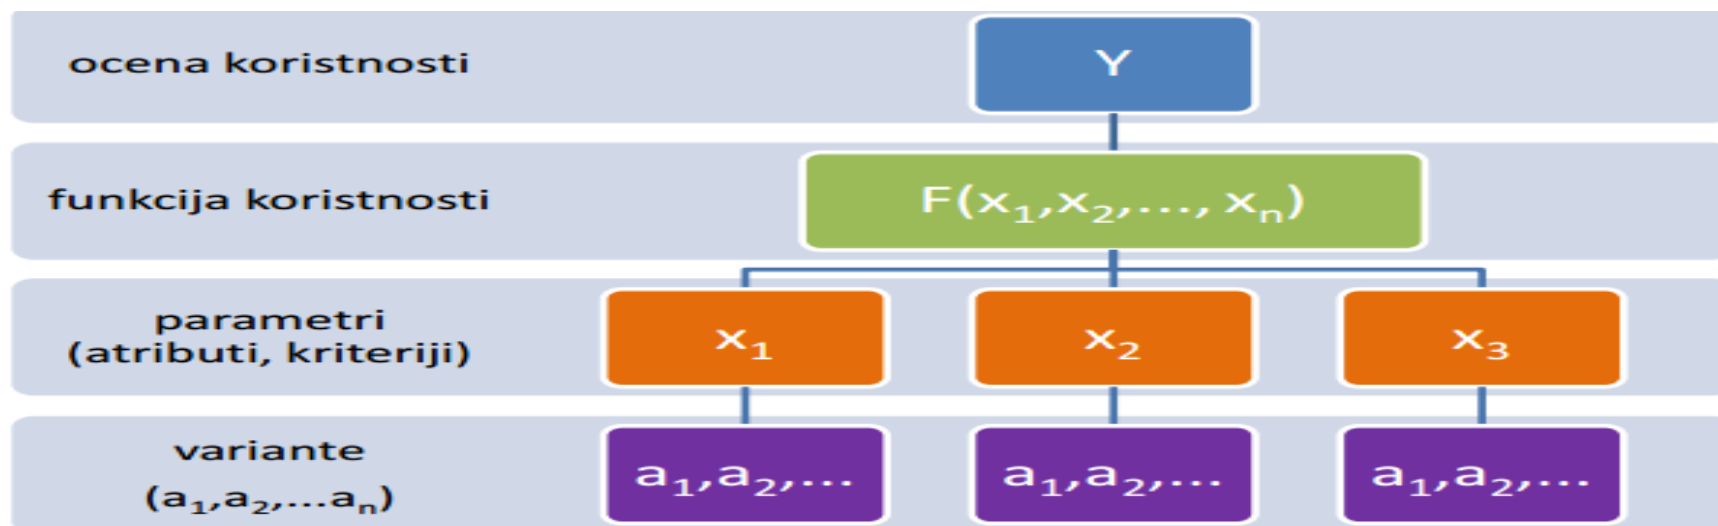 ocena koristnosti
Y
funkcija koristnosti
F(x₁,x₂,..., xₙ)
parametri
(atributi, kriteriji)
x₁
x₂
x₃
variante
(a₁,a₂,...aₙ)
a₁,a₂,...
a₁,a₂,...
a₁,a₂,...